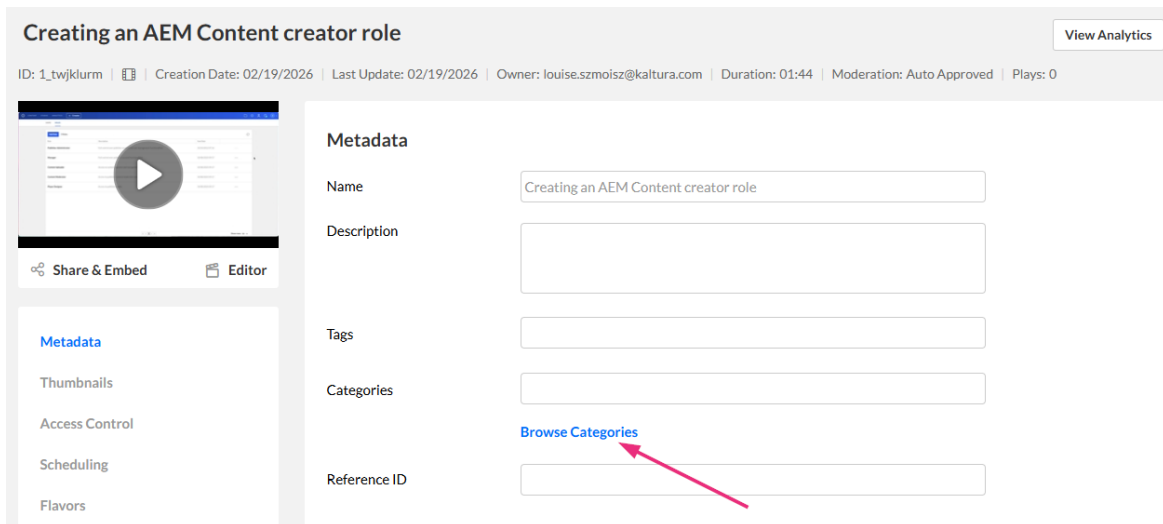 Creating an AEM Content creator role
View Analytics
ID: 1_twjklurm | Creation Date: 02/19/2026 | Last Update: 02/19/2026 | Owner: louise.szmoisz@kaltura.com | Duration: 01:44 | Moderation: Auto Approved | Plays: 0
Share & Embed
Editor
Metadata
Thumbnails
Access Control
Scheduling
Flavors
Metadata
Name
Creating an AEM Content creator role
Description
Tags
Categories
Browse Categories
Reference ID